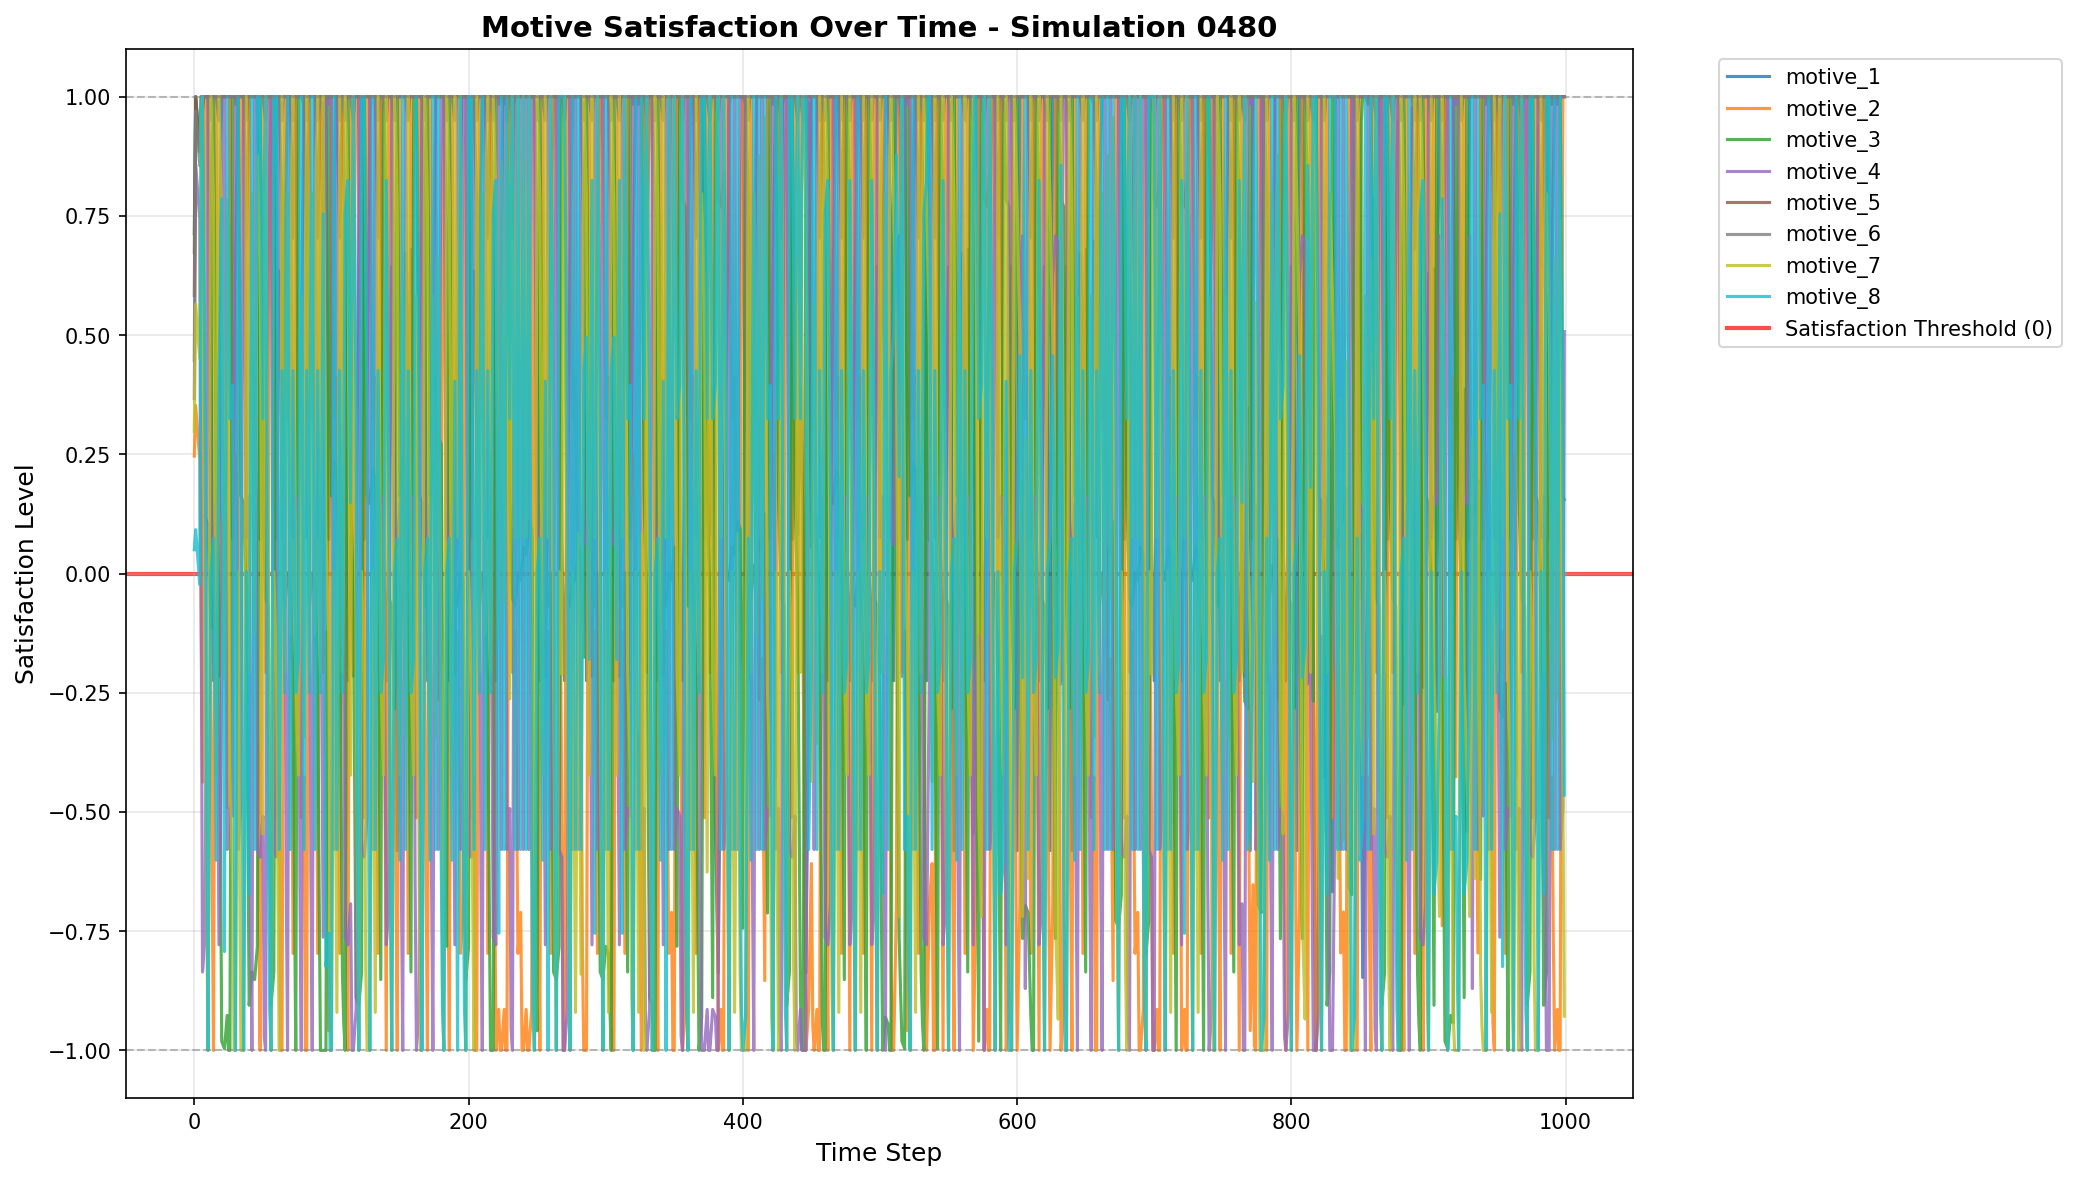 Motive Satisfaction Over Time - Simulation 0480
1.00
0.75
0.50
0.25
0.00
−0.25
−0.50
−0.75
−1.00
Satisfaction Level
0
200
400
600
800
1000
Time Step
motive_1
motive_2
motive_3
motive_4
motive_5
motive_6
motive_7
motive_8
Satisfaction Threshold (0)